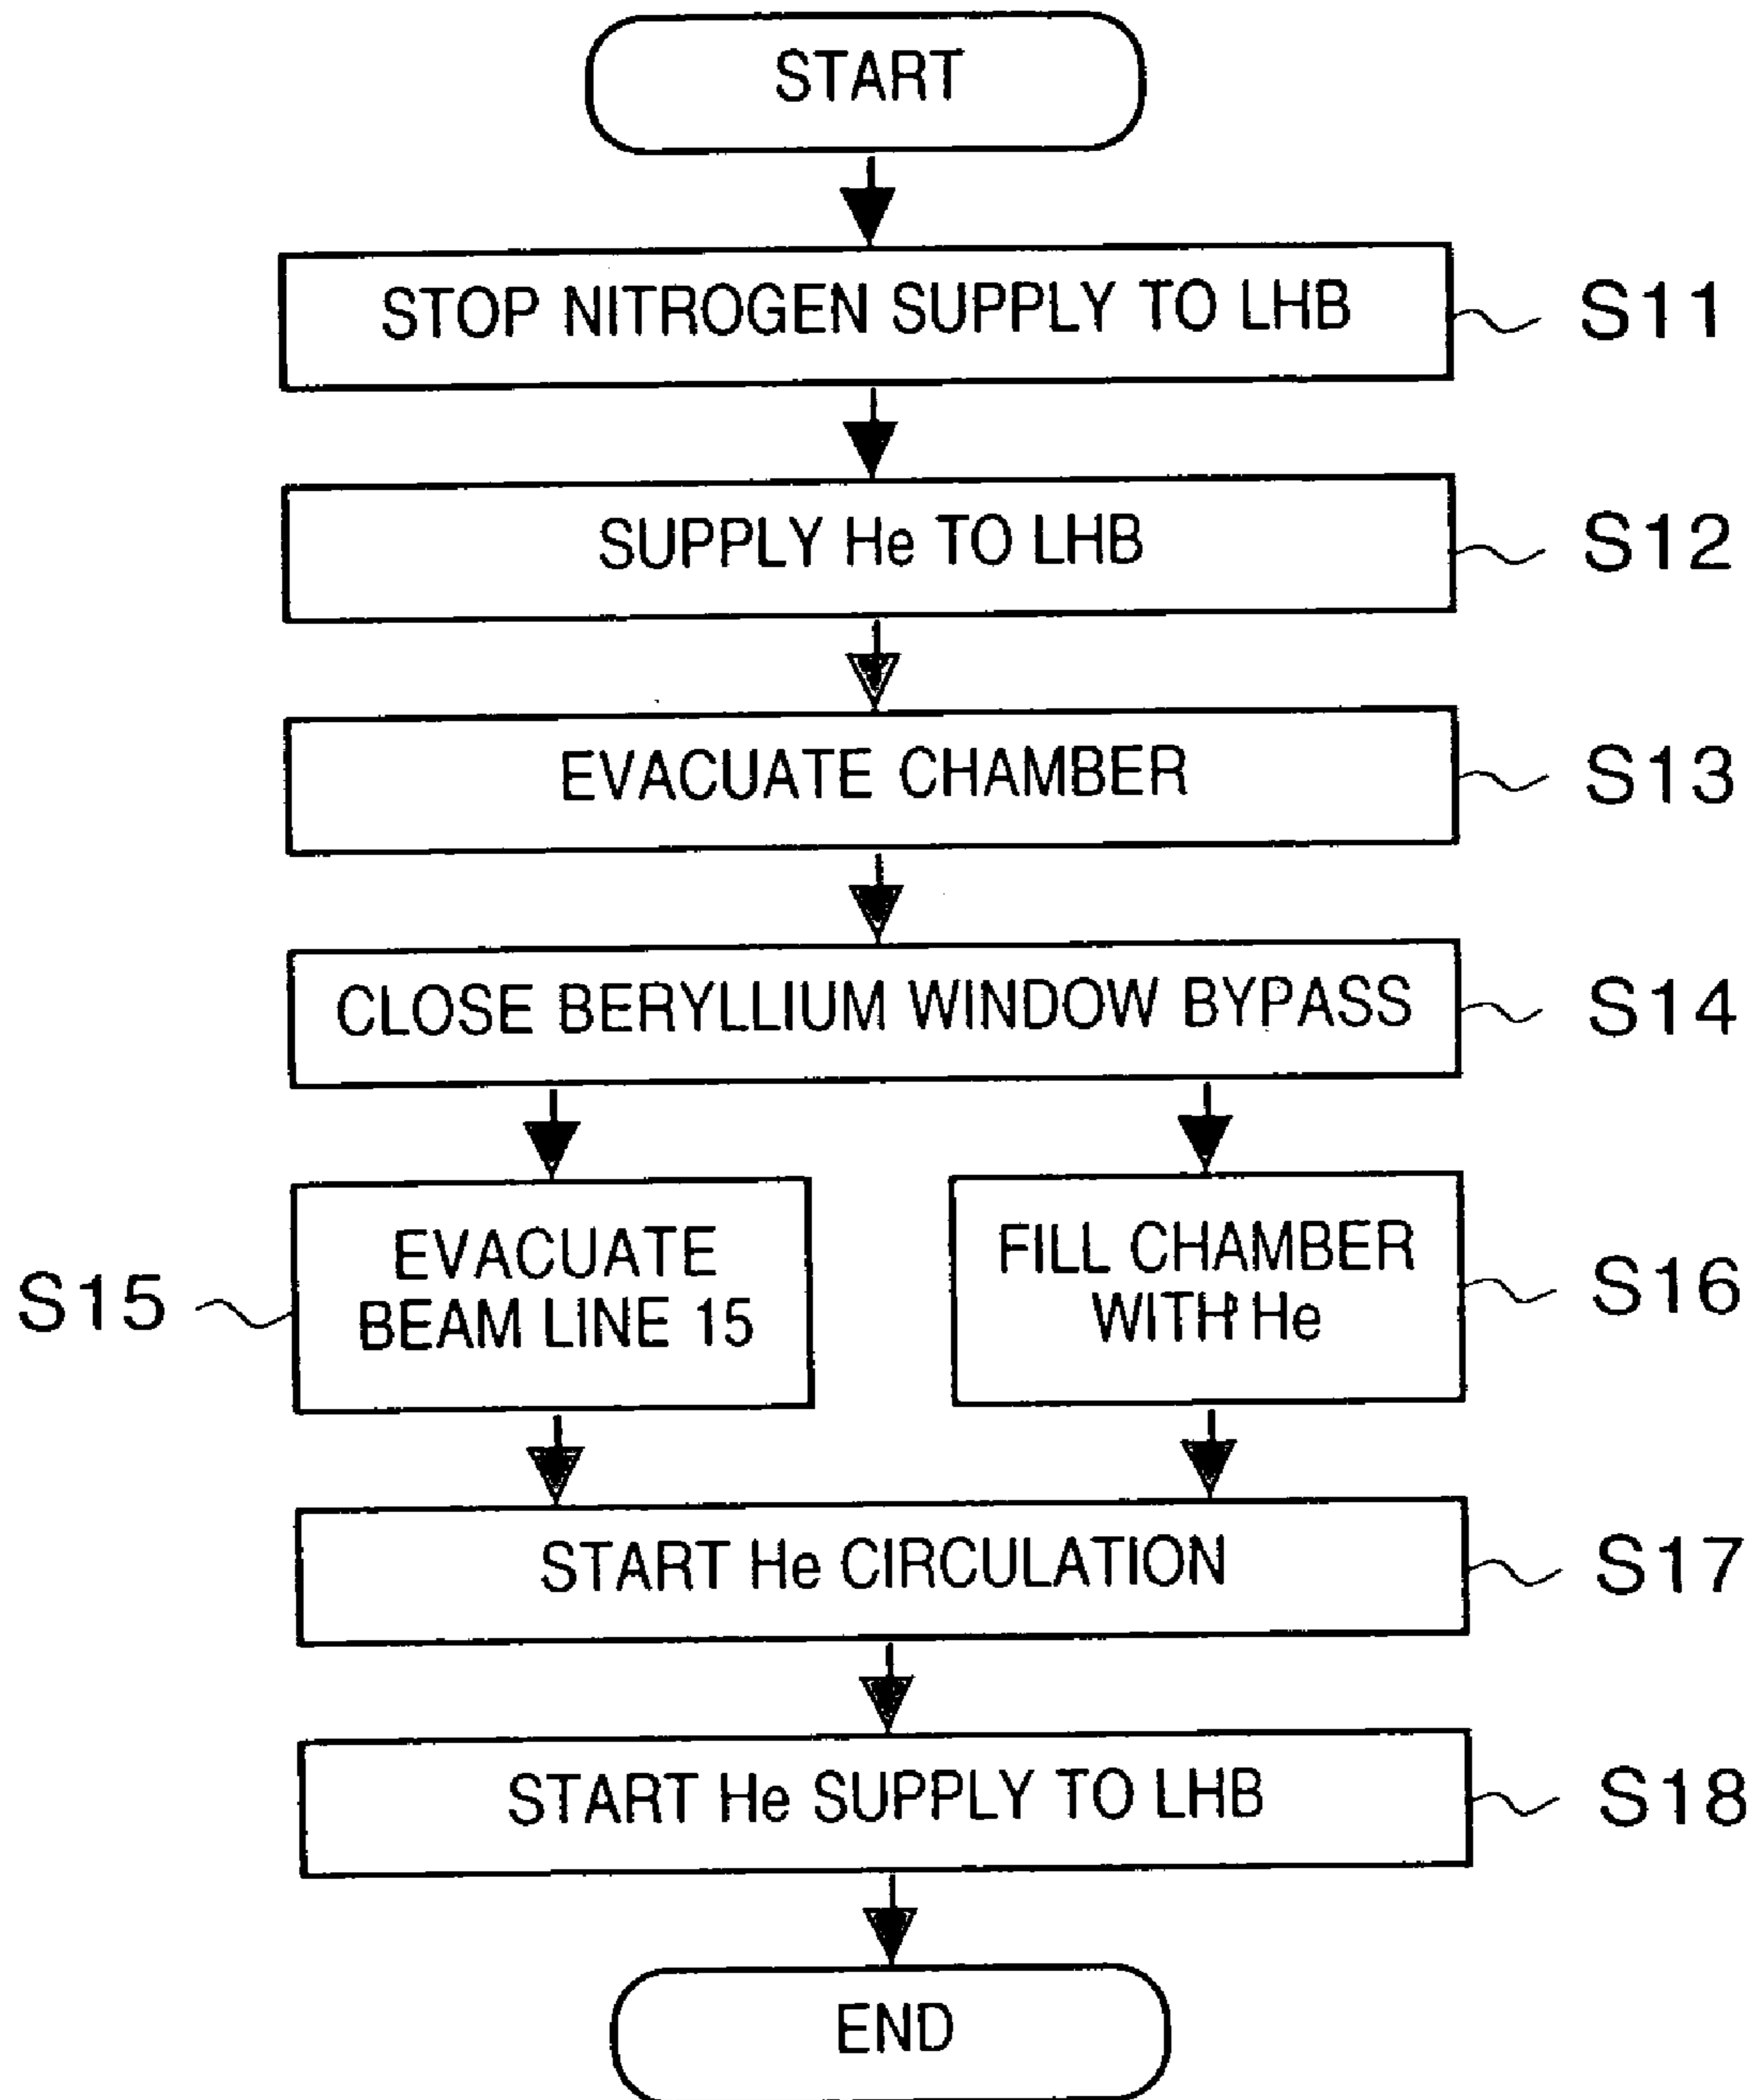 START
STOP NITROGEN SUPPLY TO LHB
S11
SUPPLY He TO LHB
S12
EVACUATE CHAMBER
S13
CLOSE BERYLLIUM WINDOW BYPASS
S14
S15
EVACUATE
BEAM LINE 15
FILL CHAMBER
WITH He
S16
START He CIRCULATION
S17
START He SUPPLY TO LHB
S18
END